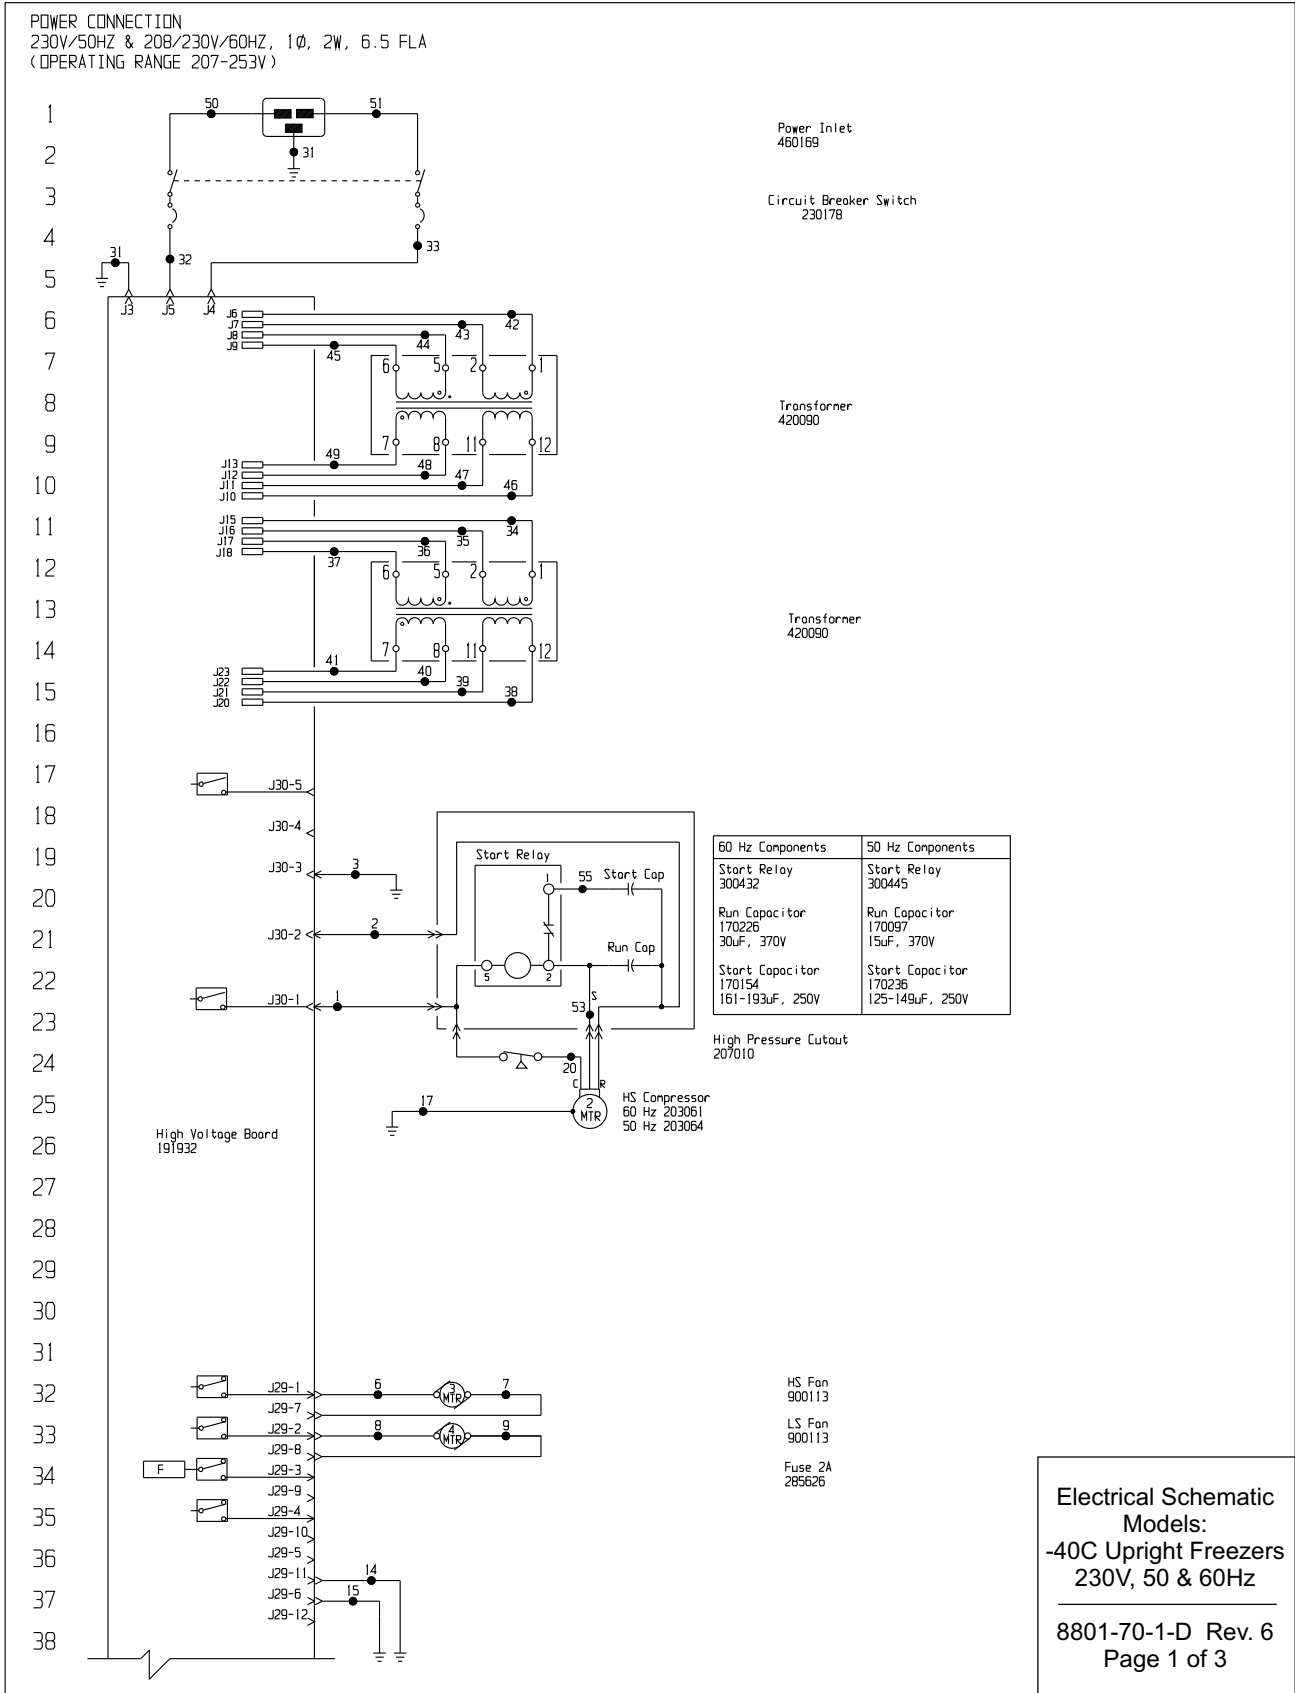 POWER CONNECTION
230V/50HZ & 208/230V/60HZ, 1Ø, 2W, 6.5 FLA
(OPERATING RANGE 207-253V)
1
50
51
Power Inlet
460169
2
31
3
Circuit Breaker Switch
230178
4
31
32
33
5
J3
J5
J4
6
J6
J7
J8
J9
42
43
44
45
7
6
5
2
1
8
Transformer
420090
9
7
8
11
12
J13
J12
J11
J10
49
48
47
46
10
11
J15
J16
J17
J18
34
35
36
37
12
6
5
2
1
13
Transformer
420090
14
7
8
11
12
J23
J22
J21
J20
41
40
39
38
15
16
17
J30-5
18
J30-4
19
J30-3
3
Start Relay
1
55
Start Cap
20
21
J30-2
2
Run Cap
5
2
22
J30-1
1
S
53
23
60 Hz Components
50 Hz Components
Start Relay
300432
Start Relay
300445
Run Capacitor
170226
30uF, 370V
Run Capacitor
170097
15uF, 370V
Start Capacitor
170154
161-193uF, 250V
Start Capacitor
170236
125-149uF, 250V
High Pressure Cutout
207010
24
20
C
R
25
17
2
MTR
HS Compressor
60 Hz 203061
50 Hz 203064
26
High Voltage Board
191932
27
28
29
30
31
32
J29-1
6
3
MTR
7
HS Fan
900113
J29-7
33
J29-2
8
4
MTR
9
LS Fan
900113
J29-8
34
F
J29-3
Fuse 2A
285626
J29-9
35
J29-4
J29-10
36
J29-5
J29-11
14
37
J29-6
15
J29-12
38
Electrical Schematic
Models:
-40C Upright Freezers
230V, 50 & 60Hz
8801-70-1-D Rev. 6
Page 1 of 3